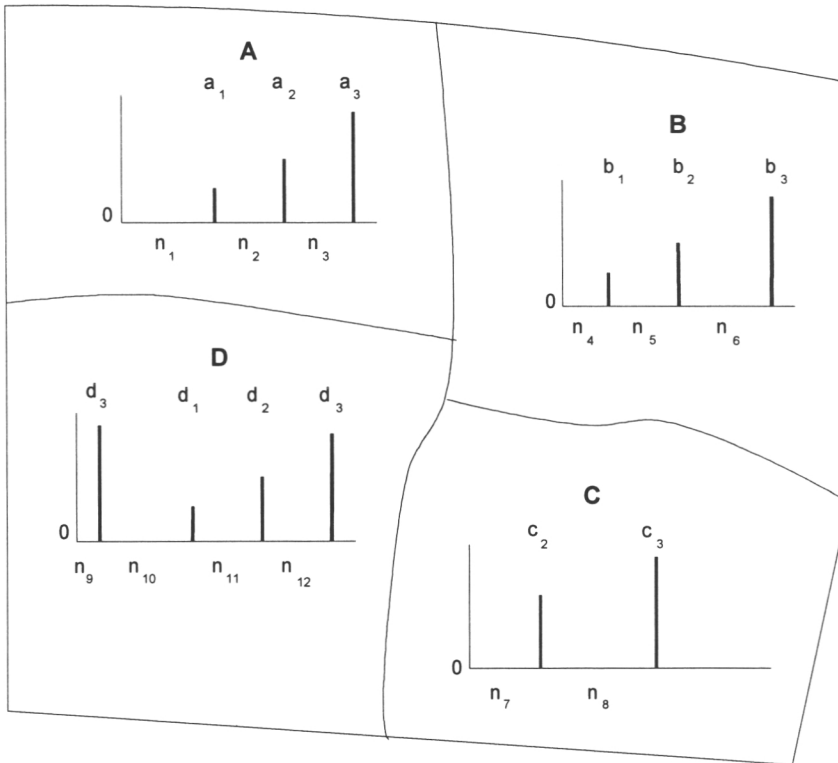 A
a₁ a₂ a₃
0
n₁ n₂ n₃
B
b₁ b₂ b₃
0
n₄ n₅ n₆
D
d₃ d₁ d₂ d₃
0
n₉ n₁₀ n₁₁ n₁₂
C
c₂ c₃
0
n₇ n₈